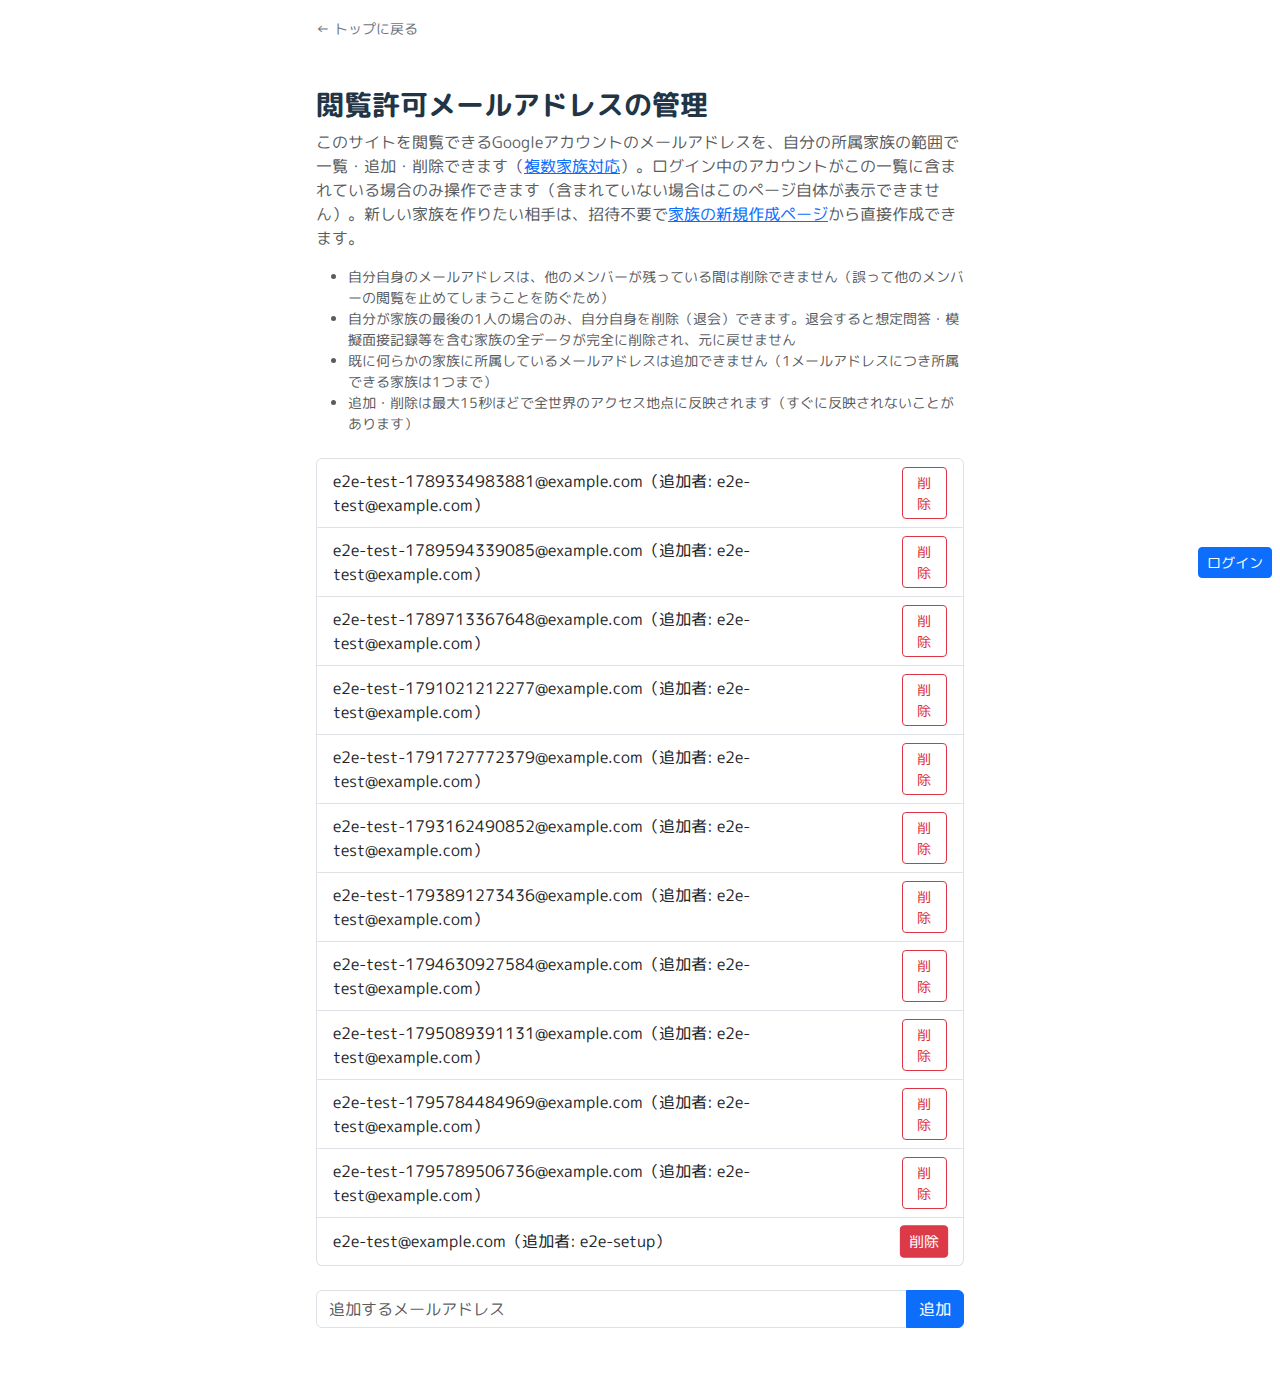 ← トップに戻る
閲覧許可メールアドレスの管理
このサイトを閲覧できるGoogleアカウントのメールアドレスを、自分の所属家族の範囲で
一覧・追加・削除できます（複数家族対応）。ログイン中のアカウントがこの一覧に含ま
れている場合のみ操作できます（含まれていない場合はこのページ自体が表示できませ
ん）。新しい家族を作りたい相手は、招待不要で家族の新規作成ページから直接作成でき
ます。
• 自分自身のメールアドレスは、他のメンバーが残っている間は削除できません（誤って他のメンバ
ーの閲覧を止めてしまうことを防ぐため）
• 自分が家族の最後の1人の場合のみ、自分自身を削除（退会）できます。退会すると想定問答・模
擬面接記録等を含む家族の全データが完全に削除され、元に戻せません
• 既に何らかの家族に所属しているメールアドレスは追加できません（1メールアドレスにつき所属
できる家族は1つまで）
• 追加・削除は最大15秒ほどで全世界のアクセス地点に反映されます（すぐに反映されないことが
あります）
e2e-test-1789334983881@example.com（追加者: e2e-
test@example.com）
削
除
e2e-test-1789594339085@example.com（追加者: e2e-
test@example.com）
削
除
ログイン
e2e-test-1789713367648@example.com（追加者: e2e-
test@example.com）
削
除
e2e-test-1791021212277@example.com（追加者: e2e-
test@example.com）
削
除
e2e-test-1791727772379@example.com（追加者: e2e-
test@example.com）
削
除
e2e-test-1793162490852@example.com（追加者: e2e-
test@example.com）
削
除
e2e-test-1793891273436@example.com（追加者: e2e-
test@example.com）
削
除
e2e-test-1794630927584@example.com（追加者: e2e-
test@example.com）
削
除
e2e-test-1795089391131@example.com（追加者: e2e-
test@example.com）
削
除
e2e-test-1795784484969@example.com（追加者: e2e-
test@example.com）
削
除
e2e-test-1795789506736@example.com（追加者: e2e-
test@example.com）
削
除
e2e-test@example.com（追加者: e2e-setup）
削除
追加するメールアドレス
追加